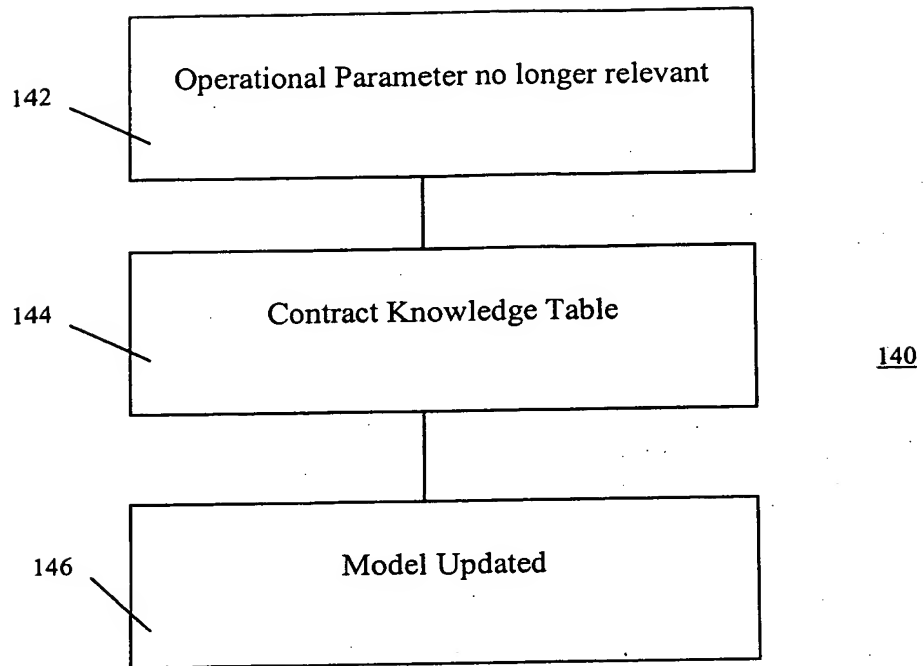 Operational Parameter no longer relevant
142
Contract Knowledge Table
144
140
Model Updated
146